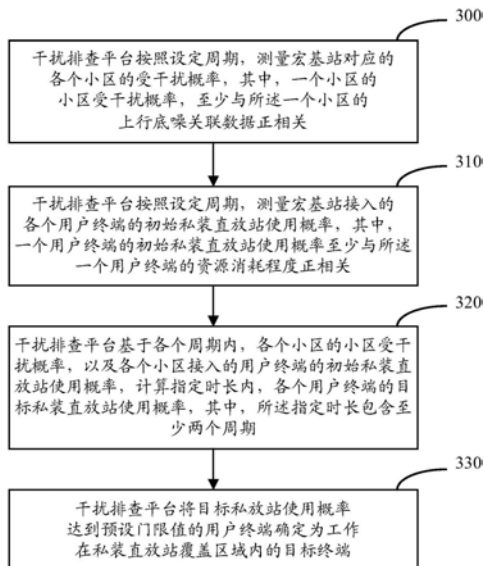 300
干扰排查平台按照设定周期，测量宏基站对应的
各个小区的受干扰概率，其中，一个小区的
小区受干扰概率，至少与所述一个小区的
上行底噪关联数据正相关
310
干扰排查平台按照设定周期，测量宏基站接入的
各个用户终端的初始私装直放站使用概率，其中，
一个用户终端的初始私装直放站使用概率至少与所述
一个用户终端的资源消耗程度正相关
320
干扰排查平台基于各个周期内，各个小区的小区受干
扰概率，以及各个小区接入的用户终端的初始私装直
放站使用概率，计算指定时长内，各个用户终端的目
标私装直放站使用概率，其中，所述指定时长包含至
少两个周期
330
干扰排查平台将目标私放站使用概率
达到预设门限值的用户终端确定为工作
在私装直放站覆盖区域内的目标终端